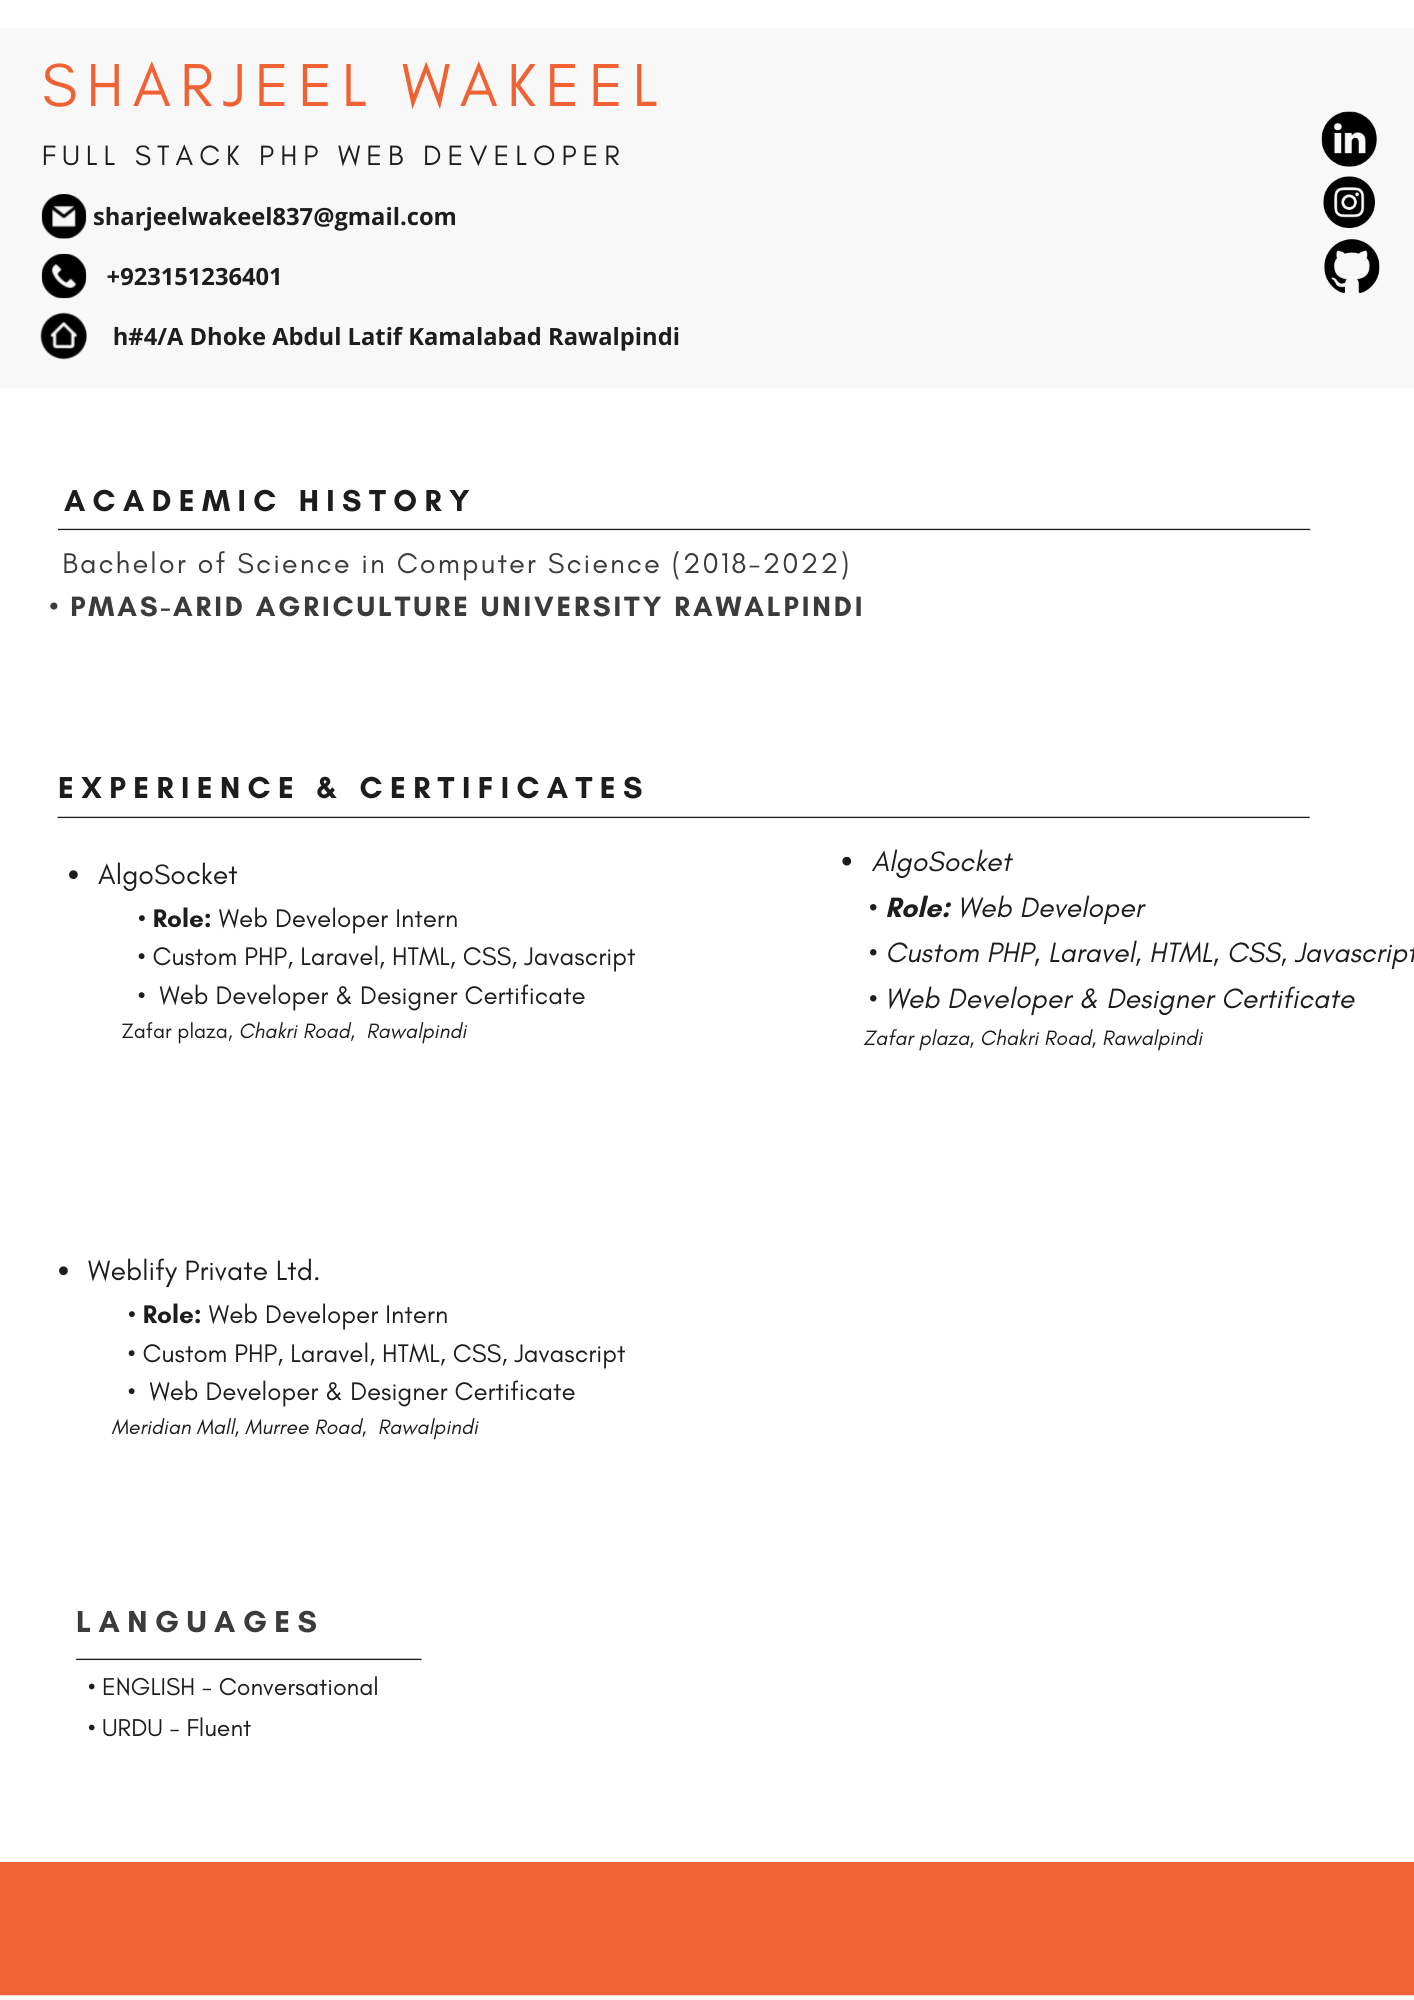 SHARJEEL WAKEEL
FULL STACK PHP WEB DEVELOPER
sharjeelwakeel837@gmail.com
+923151236401
h#4/A Dhoke Abdul Latif Kamalabad Rawalpindi
in
ACADEMIC HISTORY
Bachelor of Science in Computer Science (2018-2022)
• PMAS-ARID AGRICULTURE UNIVERSITY RAWALPINDI
EXPERIENCE & CERTIFICATES
• AlgoSocket
• Role: Web Developer Intern
• Custom PHP, Laravel, HTML, CSS, Javascript
• Web Developer & Designer Certificate
Zafar plaza, Chakri Road, Rawalpindi
• AlgoSocket
• Role: Web Developer
• Custom PHP, Laravel, HTML, CSS, Javascript
• Web Developer & Designer Certificate
Zafar plaza, Chakri Road, Rawalpindi
• Weblify Private Ltd.
• Role: Web Developer Intern
• Custom PHP, Laravel, HTML, CSS, Javascript
• Web Developer & Designer Certificate
Meridian Mall, Murree Road, Rawalpindi
LANGUAGES
• ENGLISH - Conversational
• URDU - Fluent